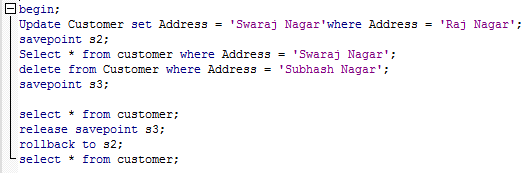 begin;
Update Customer set Address = 'Swaraj Nagar'where Address = 'Raj Nagar';
savepoint s2;
Select * from customer where Address = 'Swaraj Nagar';
delete from Customer where Address = 'Subhash Nagar';
savepoint s3;
select * from customer;
release savepoint s3;
rollback to s2;
select * from customer;